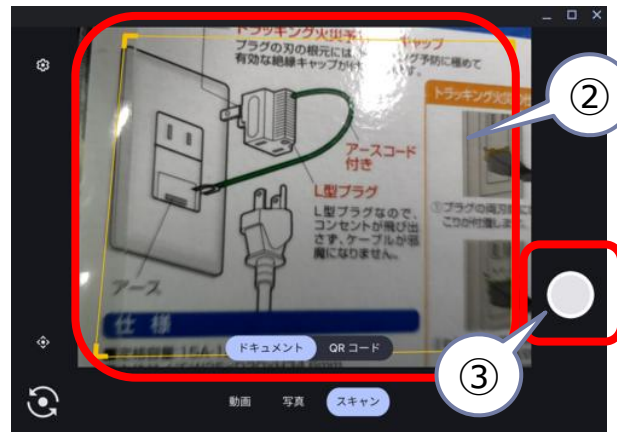 トラッキング火災予
キャップ
プラグの刃の根元には
ング予防に極めて
有効な絶縁キャップが
トラッキング火災
②
アースコード
付き
L型プラグ
L型プラグなので、
コンセントが飛び出
さず、ケーブルが邪
魔になりません。
①プラグの両刃
こりが付着しま
アース
仕様
ドキュメント
QRコード
③
動画
写真
スキャン